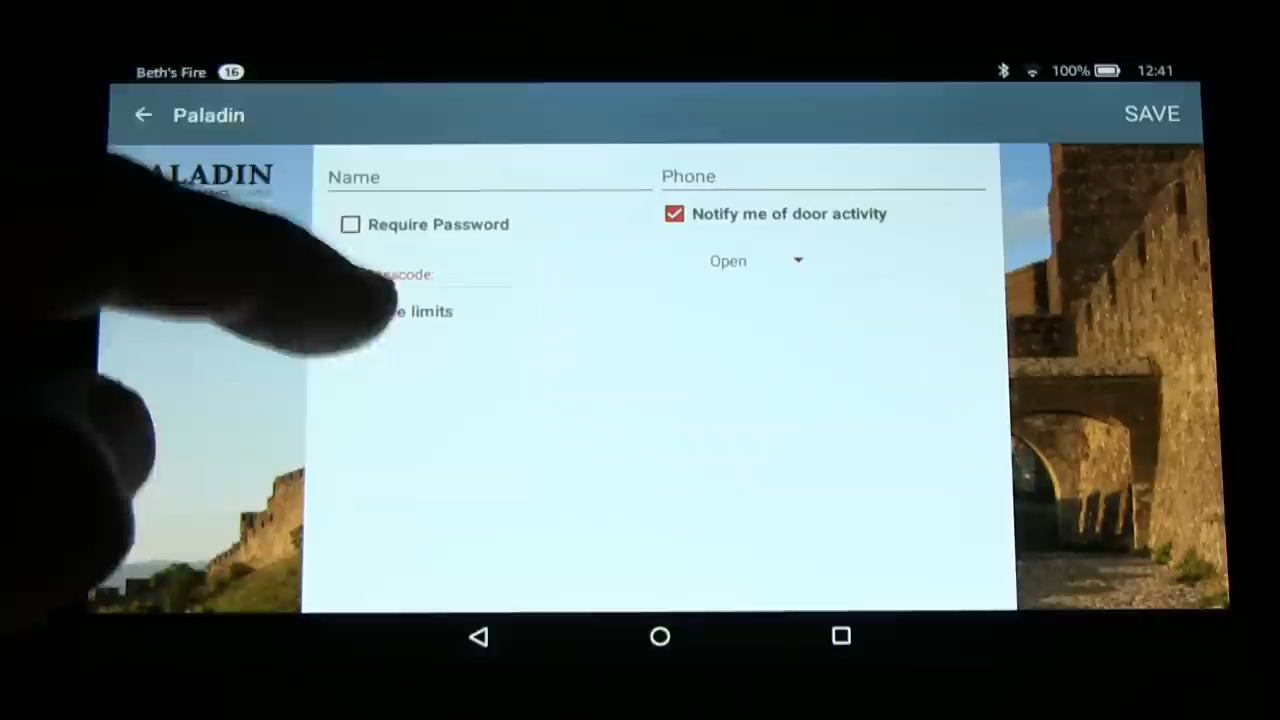 Beth's Fire 16 100% 12:41
Paladin SAVE
ALADIN
Name Phone
Require Password Notify me of door activity
Open
limits